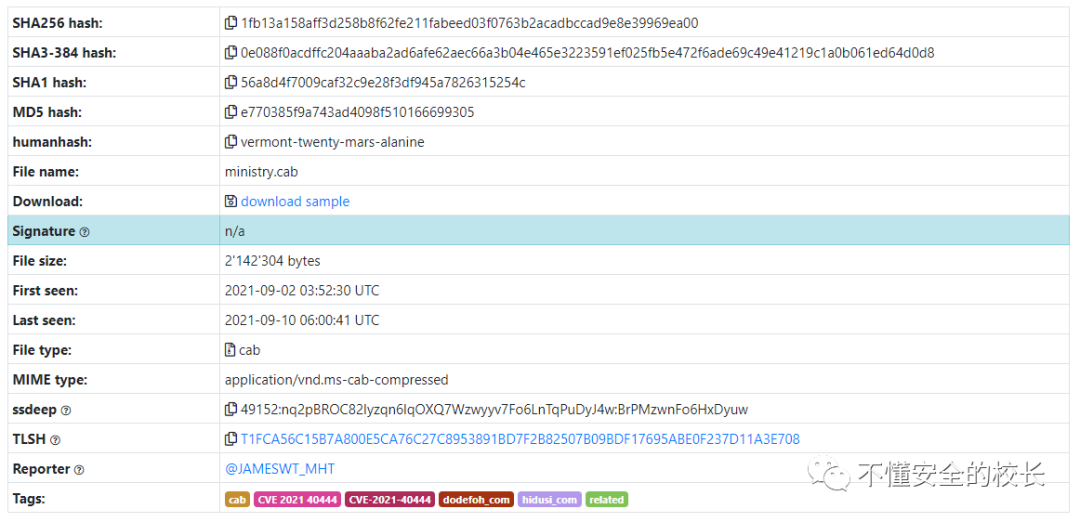 SHA256 hash: 1fb13a158aff3d258b8f62fe211fabeed03f0763b2acadbccad9e8e39969ea00
SHA3-384 hash: 0e088f0acdffc204aaaba2ad6afe62aec66a3b04e465e3223591ef025fb5e472f6ade69c49e41219c1a0b061ed64d0d8
SHA1 hash: 56a8d4f7009caf32c9e28f3df945a7826315254c
MD5 hash: e770385f9a743ad4098f510166699305
humanhash: vermont-twenty-mars-alanine
File name: ministry.cab
Download: download sample
Signature n/a
File size: 2'142'304 bytes
First seen: 2021-09-02 03:52:30 UTC
Last seen: 2021-09-10 06:00:41 UTC
File type: cab
MIME type: application/vnd.ms-cab-compressed
ssdeep 49152:nq2pBROC82Iyzqn6IqOXQ7Wzwyyv7Fo6LnTqPuDyJ4w:BrPMzwnFo6HxDyuw
TLSH T1FCA56C15B7A800E5CA76C27C8953891BD7F2B82507B09BDF17695ABE0F237D11A3E708
Reporter @JAMESWT_MHT
不懂安全的校长
Tags: cab CVE 2021 40444 CVE-2021-40444 dodefoh_com hidusi_com related